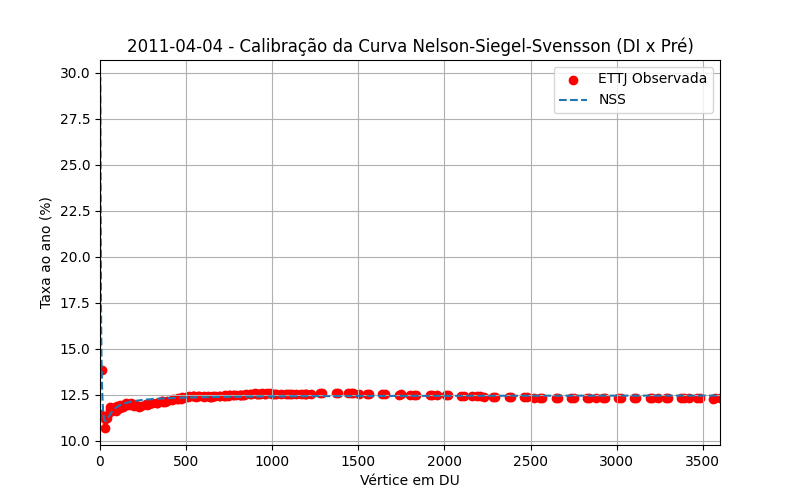 2011-04-04 - Calibração da Curva Nelson-Siegel-Svensson (DI x Pré)
30.0
27.5
25.0
22.5
20.0
17.5
15.0
12.5
10.0
Taxa ao ano (%)
ETTJ Observada
NSS
0 500 1000 1500 2000 2500 3000 3500
Vértice em DU